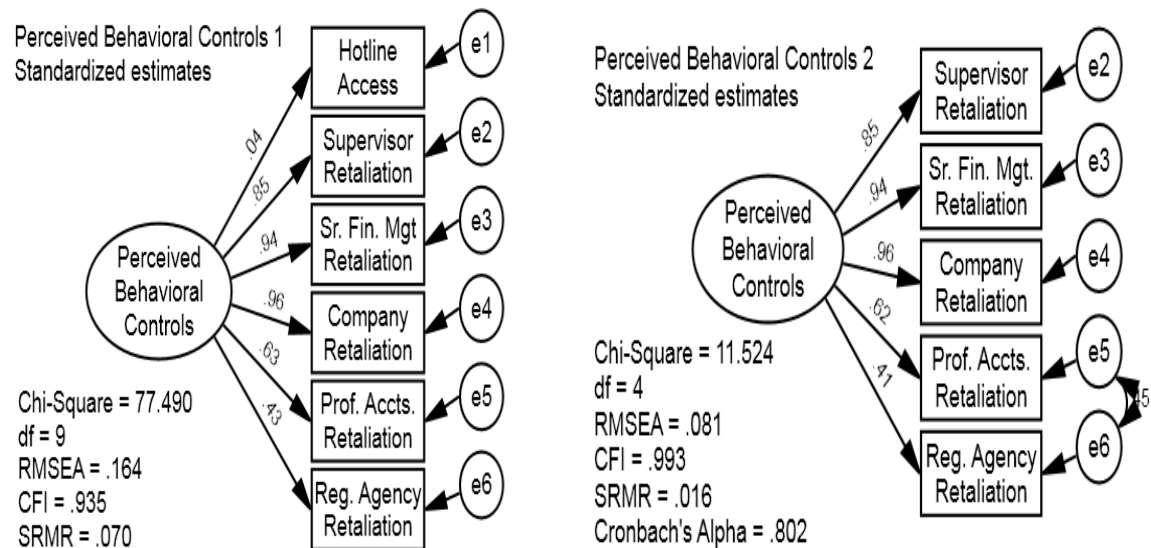 Perceived Behavioral Controls 1
Standardized estimates
Hotline
Access
e1
.04
Supervisor
Retaliation
e2
.85
Sr. Fin. Mgt
Retaliation
e3
.94
Perceived
Behavioral
Controls
Company
Retaliation
e4
.96
Prof. Accts.
Retaliation
e5
.63
Reg. Agency
Retaliation
e6
.43
Chi-Square = 77.490
df = 9
RMSEA = .164
CFI = .935
SRMR = .070
Perceived Behavioral Controls 2
Standardized estimates
Supervisor
Retaliation
e2
.85
Sr. Fin. Mgt.
Retaliation
e3
.94
Perceived
Behavioral
Controls
Company
Retaliation
e4
.96
Prof. Accts.
Retaliation
e5
.62
Reg. Agency
Retaliation
e6
.41
Chi-Square = 11.524
df = 4
RMSEA = .081
CFI = .993
SRMR = .016
Cronbach's Alpha = .802